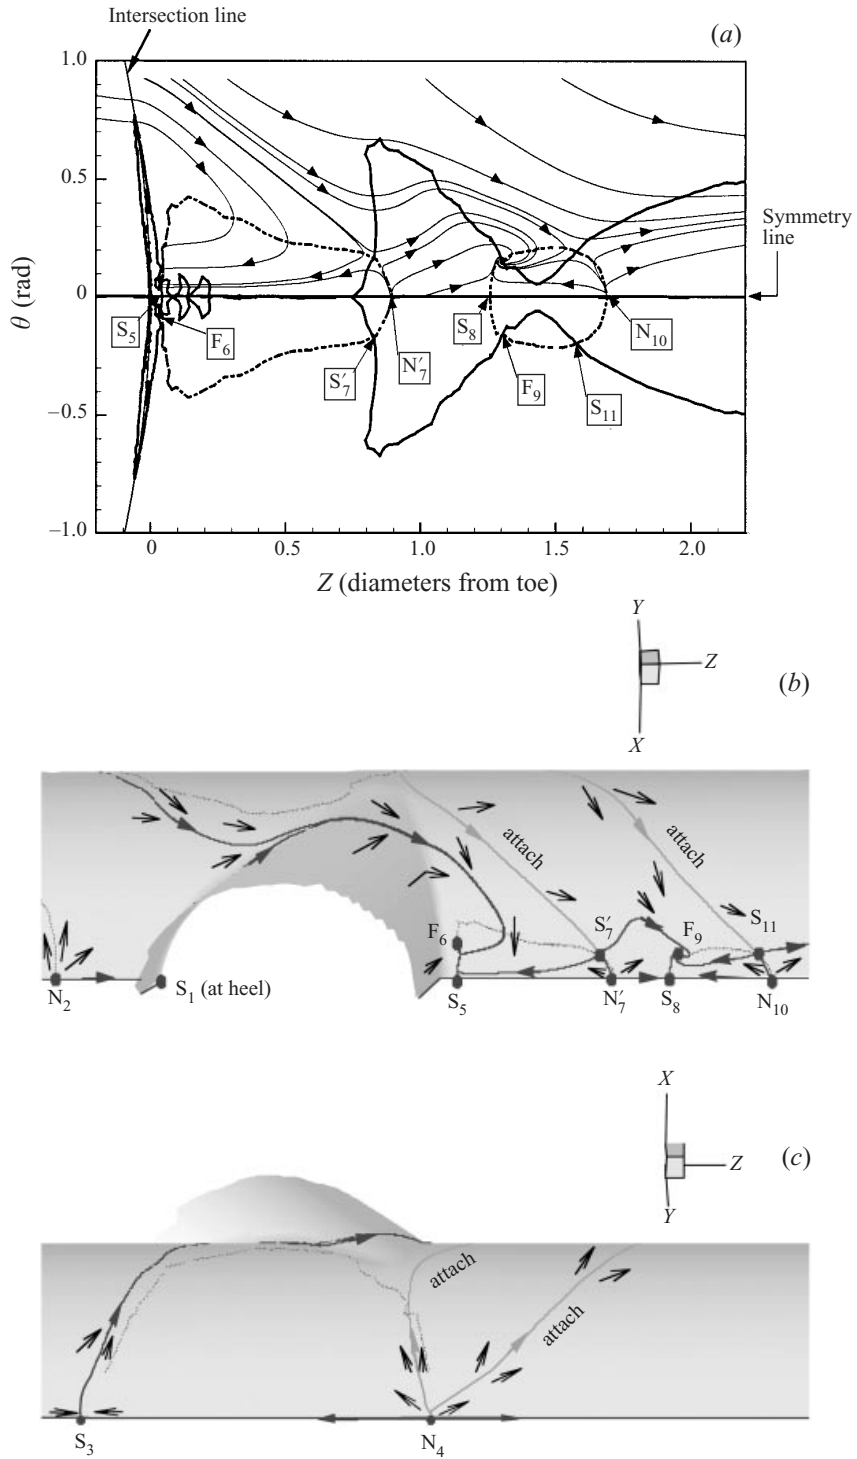 Intersection line
(a)
1.0
0.5
0
−0.5
−1.0
θ (rad)
Symmetry line
S5
F6
S′7
N′7
S8
F9
S11
N10
0
0.5
1.0
1.5
2.0
Z (diameters from toe)
Y
Z
X
(b)
attach
attach
F6
S′7
F9
S11
N2
S1 (at heel)
S5
N′7
S8
N10
X
Z
Y
(c)
attach
attach
S3
N4